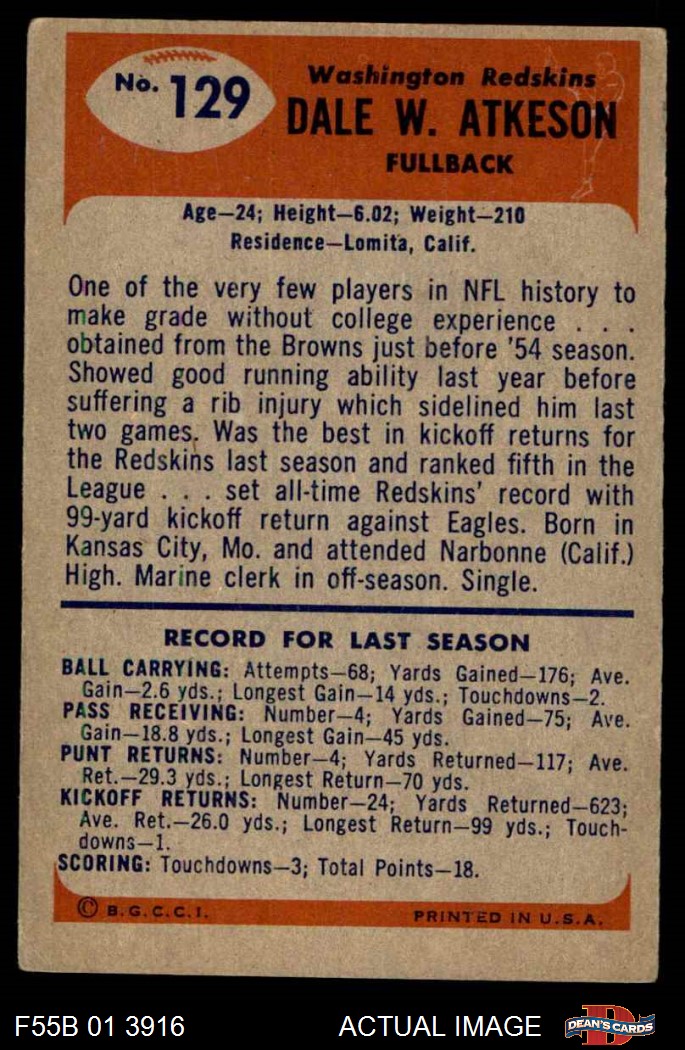 No. 129
Washington Redskins
DALE W. ATKESON
FULLBACK
Age—24; Height—6.02; Weight—210
Residence—Lomita, Calif.
One of the very few players in NFL history to
make grade without college experience . . .
obtained from the Browns just before '54 season.
Showed good running ability last year before
suffering a rib injury which sidelined him last
two games. Was the best in kickoff returns for
the Redskins last season and ranked fifth in the
League . . . set all-time Redskins' record with
99-yard kickoff return against Eagles. Born in
Kansas City, Mo. and attended Narbonne (Calif.)
High. Marine clerk in off-season. Single.
RECORD FOR LAST SEASON
BALL CARRYING: Attempts—68; Yards Gained—176; Ave.
Gain—2.6 yds.; Longest Gain—14 yds.; Touchdowns—2.
PASS RECEIVING: Number—4; Yards Gained—75; Ave.
Gain—18.8 yds.; Longest Gain—45 yds.
PUNT RETURNS: Number—4; Yards Returned—117; Ave.
Ret.—29.3 yds.; Longest Return—70 yds.
KICKOFF RETURNS: Number—24; Yards Returned—623;
Ave. Ret.—26.0 yds.; Longest Return—99 yds.; Touch-
downs—1.
SCORING: Touchdowns—3; Total Points—18.
© B.G.C.C.I.
PRINTED IN U.S.A.
F55B 01 3916
ACTUAL IMAGE
D
DEAN'S CARDS